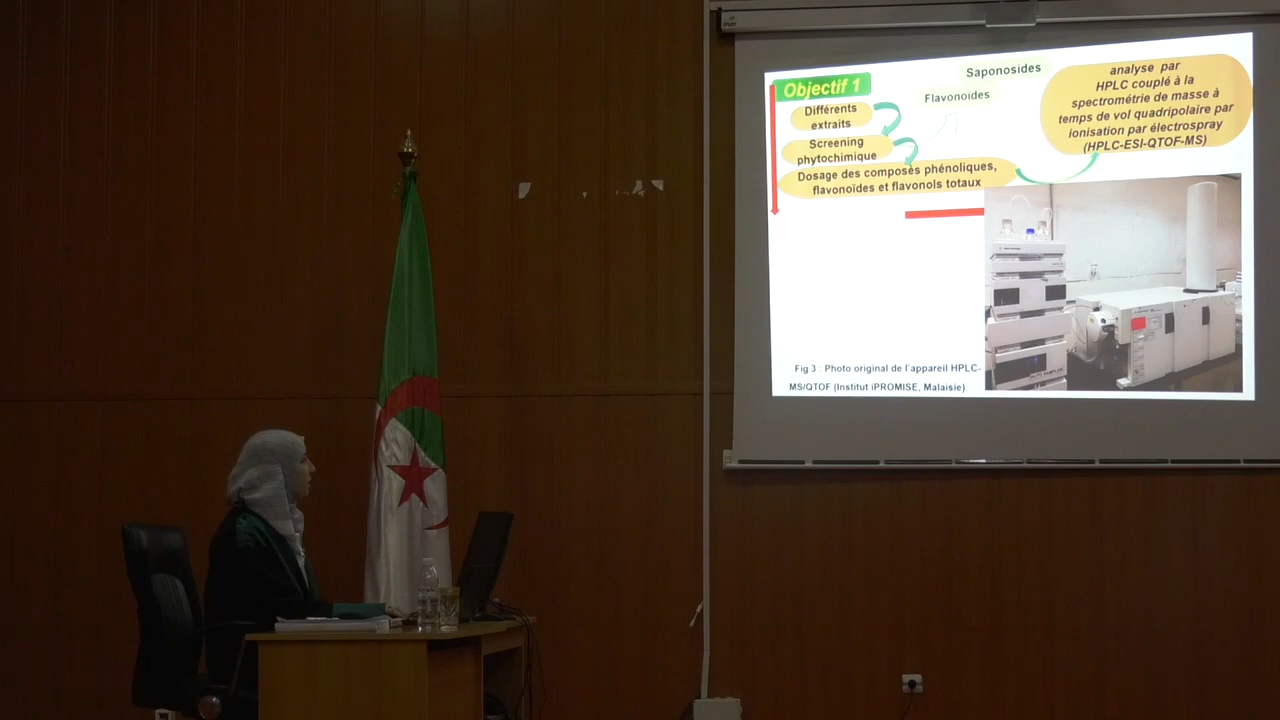 Objectif 1
Différents
extraits
Screening
phytochimique
Dosage des composés phénoliques,
flavonoïdes et flavonols totaux
Saponosides
Flavonoides
analyse par
HPLC couplé à la
spectrométrie de masse à
temps de vol quadripolaire par
ionisation par électrospray
(HPLC-ESI-QTOF-MS)
Fig 3 : Photo original de l'appareil HPLC-
MS/QTOF (Institut iPROMISE, Malaisie).